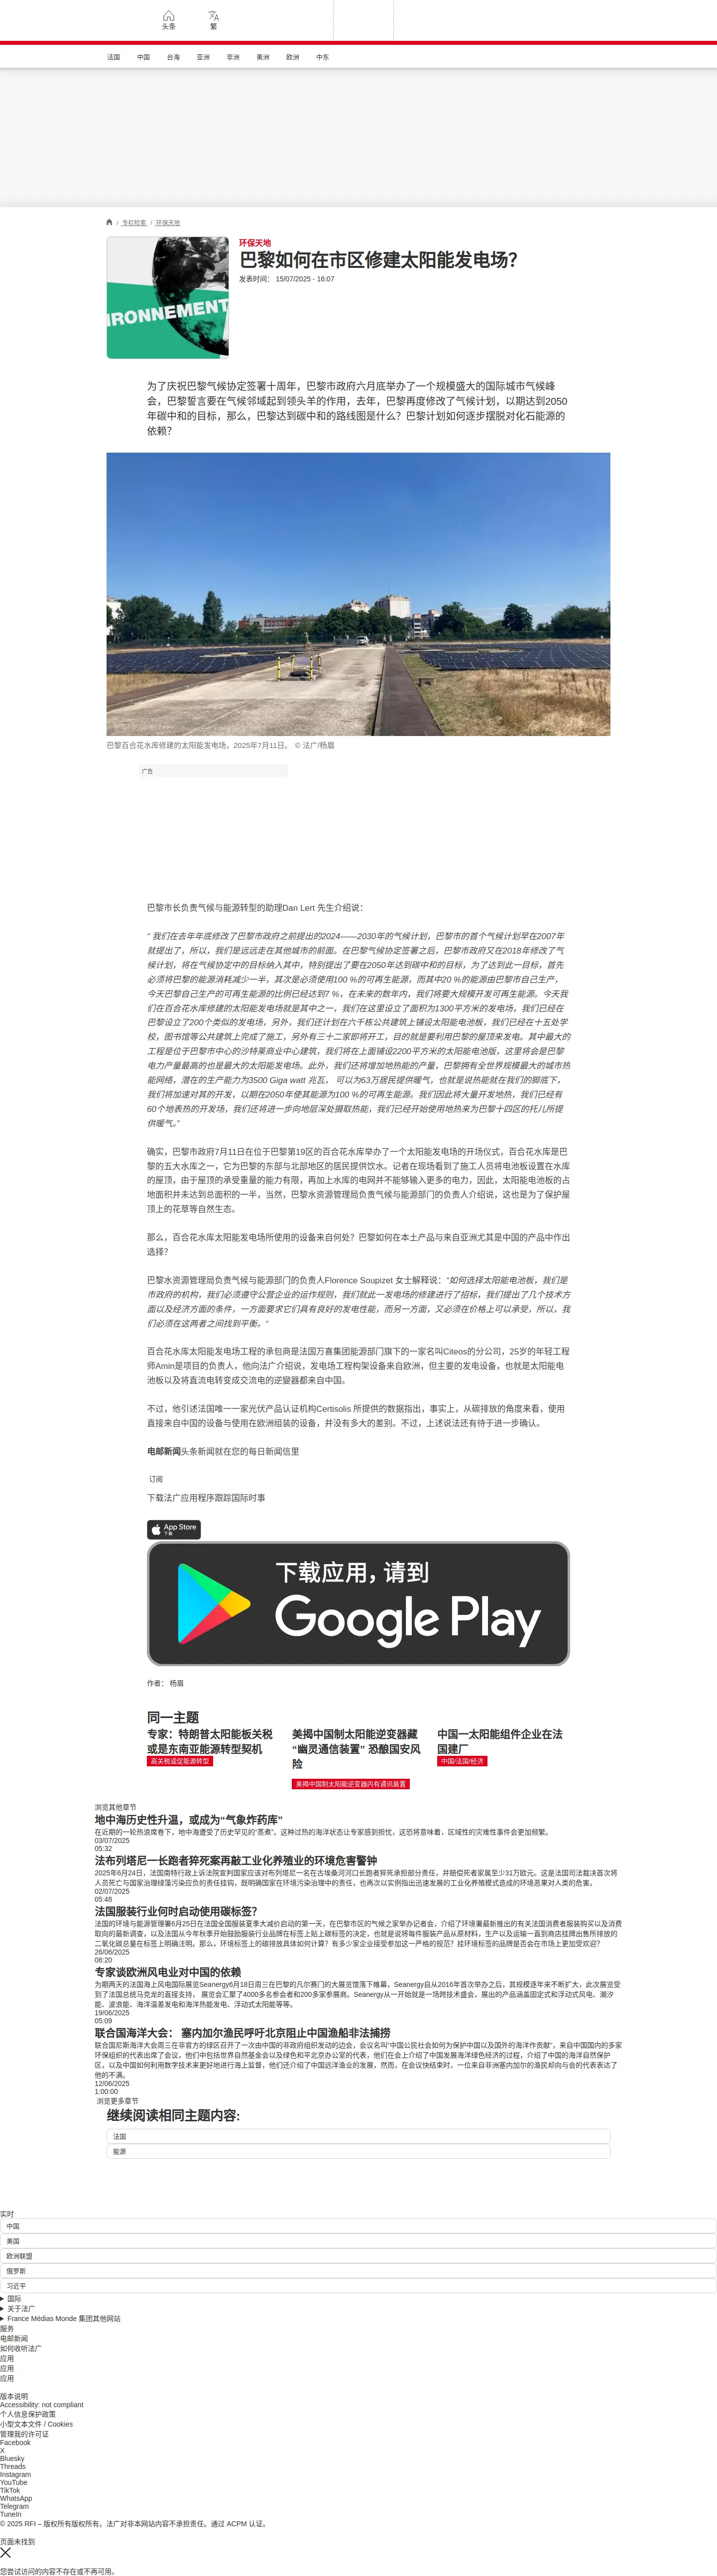 头条
繁
法国 中国 台海 亚洲 非洲 美洲 欧洲 中东
/ 专栏检索 / 环保天地
IRONNEMENT
环保天地
巴黎如何在市区修建太阳能发电场？
发表时间： 15/07/2025 - 16:07
为了庆祝巴黎气候协定签署十周年，巴黎市政府六月底举办了一个规模盛大的国际城市气候峰
会，巴黎誓言要在气候邻域起到领头羊的作用，去年，巴黎再度修改了气候计划，以期达到2050
年碳中和的目标，那么，巴黎达到碳中和的路线图是什么？巴黎计划如何逐步摆脱对化石能源的
依赖？
巴黎百合花水库修建的太阳能发电场，2025年7月11日。 © 法广/杨眉
广告
巴黎市长负责气候与能源转型的助理Dan Lert 先生介绍说：
“ 我们在去年年底修改了巴黎市政府之前提出的2024——2030年的气候计划，巴黎市的首个气候计划早在2007年
就提出了，所以，我们是远远走在其他城市的前面。在巴黎气候协定签署之后，巴黎市政府又在2018年修改了气
候计划，将在气候协定中的目标纳入其中，特别提出了要在2050年达到碳中和的目标，为了达到此一目标，首先
必须将巴黎的能源消耗减少一半，其次是必须使用100 %的可再生能源，而其中20 %的能源由巴黎市自己生产，
今天巴黎自己生产的可再生能源的比例已经达到7 %，在未来的数年内，我们将要大规模开发可再生能源。今天我
们在百合花水库修建的太阳能发电场就是其中之一，我们在这里设立了面积为1300平方米的发电场，我们已经在
巴黎设立了200个类似的发电场，另外，我们还计划在六千栋公共建筑上铺设太阳能电池板，我们已经在十五处学
校，图书馆等公共建筑上完成了施工，另外有三十二家即将开工，目的就是要利用巴黎的屋顶来发电。其中最大的
工程是位于巴黎市中心的沙特莱商业中心建筑，我们将在上面铺设2200平方米的太阳能电池版，这里将会是巴黎
电力产量最高的也是最大的太阳能发电场。此外，我们还将增加地热能的产量，巴黎拥有全世界规模最大的城市热
能网络，潜在的生产能力为3500 Giga watt 兆瓦， 可以为63万居民提供暖气，也就是说热能就在我们的脚底下，
我们将加速对其的开发，以期在2050年使其能源为100 %的可再生能源。我们因此将大量开发地热，我们已经有
60个地表热的开发场，我们还将进一步向地层深处摄取热能，我们已经开始使用地热来为巴黎十四区的托儿所提
供暖气。”
确实，巴黎市政府7月11日在位于巴黎第19区的百合花水库举办了一个太阳能发电场的开场仪式，百合花水库是巴
黎的五大水库之一，它为巴黎的东部与北部地区的居民提供饮水。记者在现场看到了施工人员将电池板设置在水库
的屋顶，由于屋顶的承受重量的能力有限，再加上水库的电网并不能够输入更多的电力，因此，太阳能电池板的占
地面积并未达到总面积的一半，当然，巴黎水资源管理局负责气候与能源部门的负责人介绍说，这也是为了保护屋
顶上的花草等自然生态。
那么，百合花水库太阳能发电场所使用的设备来自何处？巴黎如何在本土产品与来自亚洲尤其是中国的产品中作出
选择？
巴黎水资源管理局负责气候与能源部门的负责人Florence Soupizet 女士解释说：“如何选择太阳能电池板，我们是
市政府的机构，我们必须遵守公营企业的运作规则，我们就此一发电场的修建进行了招标，我们提出了几个技术方
面以及经济方面的条件，一方面要求它们具有良好的发电性能，而另一方面，又必须在价格上可以承受，所以，我
们必须在这两者之间找到平衡。“
百合花水库太阳能发电场工程的承包商是法国万喜集团能源部门旗下的一家名叫Citeos的分公司，25岁的年轻工程
师Amin是项目的负责人，他向法广介绍说，发电场工程构架设备来自欧洲，但主要的发电设备，也就是太阳能电
池板以及将直流电转变成交流电的逆變器都来自中国。
不过，他引述法国唯一一家光伏产品认证机构Certisolis 所提供的数据指出，事实上，从碳排放的角度来看，使用
直接来自中国的设备与使用在欧洲组装的设备，并没有多大的差别。不过，上述说法还有待于进一步确认。
电邮新闻头条新闻就在您的每日新闻信里
订阅
下载法广应用程序跟踪国际时事
App Store
下载
下载应用，请到
Google Play
作者： 杨眉
同一主题
专家：特朗普太阳能板关税
或是东南亚能源转型契机
高关税或促能源转型
美揭中国制太阳能逆变器藏
“幽灵通信装置” 恐酿国安风
险
美揭中国制太阳能逆变器内有通讯装置
中国一太阳能组件企业在法
国建厂
中国/法国/经济
浏览其他章节
地中海历史性升温，或成为“气象炸药库”
在近期的一轮热浪席卷下，地中海遭受了历史罕见的“蒸煮”。这种过热的海洋状态让专家感到担忧，这恐将意味着，区域性的灾难性事件会更加频繁。
03/07/2025
05:32
法布列塔尼一长跑者猝死案再敲工业化养殖业的环境危害警钟
2025年6月24日，法国南特行政上诉法院宣判国家应该对布列塔尼一名在古埃桑河河口长跑者猝死承担部分责任，并赔偿死者家属至少31万欧元。这是法国司法裁决首次将
人员死亡与国家治理绿藻污染应负的责任挂钩，既明确国家在环境污染治理中的责任，也再次以实例指出迅速发展的工业化养殖模式造成的环境恶果对人类的危害。
02/07/2025
05:48
法国服装行业何时启动使用碳标签？
法国的环境与能源管理署6月25日在法国全国服装夏季大减价启动的第一天，在巴黎市区的气候之家举办记者会，介绍了环境署最新推出的有关法国消费者服装购买以及消费
取向的最新调查，以及法国从今年秋季开始鼓励服装行业品牌在标签上贴上碳标签的决定，也就是说将每件服装产品从原材料，生产以及运输一直到商店挂牌出售所排放的
二氧化碳总量在标签上明确注明。那么，环境标签上的碳排放具体如何计算？有多少家企业接受参加这一严格的规范？挂环境标签的品牌是否会在市场上更加受欢迎？
26/06/2025
08:20
专家谈欧洲风电业对中国的依赖
为期两天的法国海上风电国际展览Seanergy6月18日周三在巴黎的凡尔赛门的大展览馆落下帷幕，Seanergy自从2016年首次举办之后，其规模逐年来不断扩大，此次展览受
到了法国总统马克龙的直接支持， 展览会汇聚了4000多名参会者和200多家参展商。Seanergy从一开始就是一场跨技术盛会，展出的产品涵盖固定式和浮动式风电、潮汐
能、波浪能、海洋温差发电和海洋热能发电、浮动式太阳能等等。
19/06/2025
05:09
联合国海洋大会： 塞内加尔渔民呼吁北京阻止中国渔船非法捕捞
联合国尼斯海洋大会周三在非官方的绿区召开了一次由中国的非政府组织发动的边会，会议名叫“中国公民社会如何为保护中国以及国外的海洋作贡献“，来自中国国内的多家
环保组织的代表出席了会议，他们中包括世界自然基金会以及绿色和平北京办公室的代表，他们在会上介绍了中国发展海洋绿色经济的过程，介绍了中国的海洋自然保护
区，以及中国如何利用数字技术来更好地进行海上监督，他们还介绍了中国远洋渔业的发展，然而，在会议快结束时，一位来自非洲塞内加尔的渔民却向与会的代表表达了
他的不满。
12/06/2025
1:00:00
浏览更多章节
继续阅读相同主题内容:
法国
能源
实时
中国
美国
欧洲联盟
俄罗斯
习近平
国际
关于法广
France Médias Monde 集团其他网站
服务
电邮新闻
如何收听法广
应用
应用
应用
版本说明
Accessibility: not compliant
个人信息保护政策
小型文本文件 / Cookies
管理我的许可证
Facebook
X
Bluesky
Threads
Instagram
YouTube
TikTok
WhatsApp
Telegram
TuneIn
© 2025 RFI – 版权所有版权所有。法广对非本网站内容不承担责任。通过 ACPM 认证。
页面未找到
您尝试访问的内容不存在或不再可用。